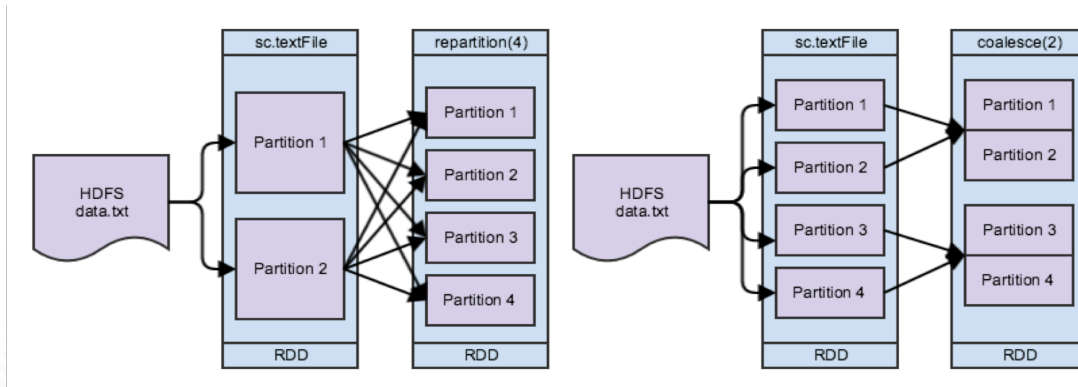 HDFS
data.txt
sc.textFile
Partition 1
Partition 2
RDD
repartition(4)
Partition 1
Partition 2
Partition 3
Partition 4
RDD
HDFS
data.txt
sc.textFile
Partition 1
Partition 2
Partition 3
Partition 4
RDD
coalesce(2)
Partition 1
Partition 2
Partition 3
Partition 4
RDD